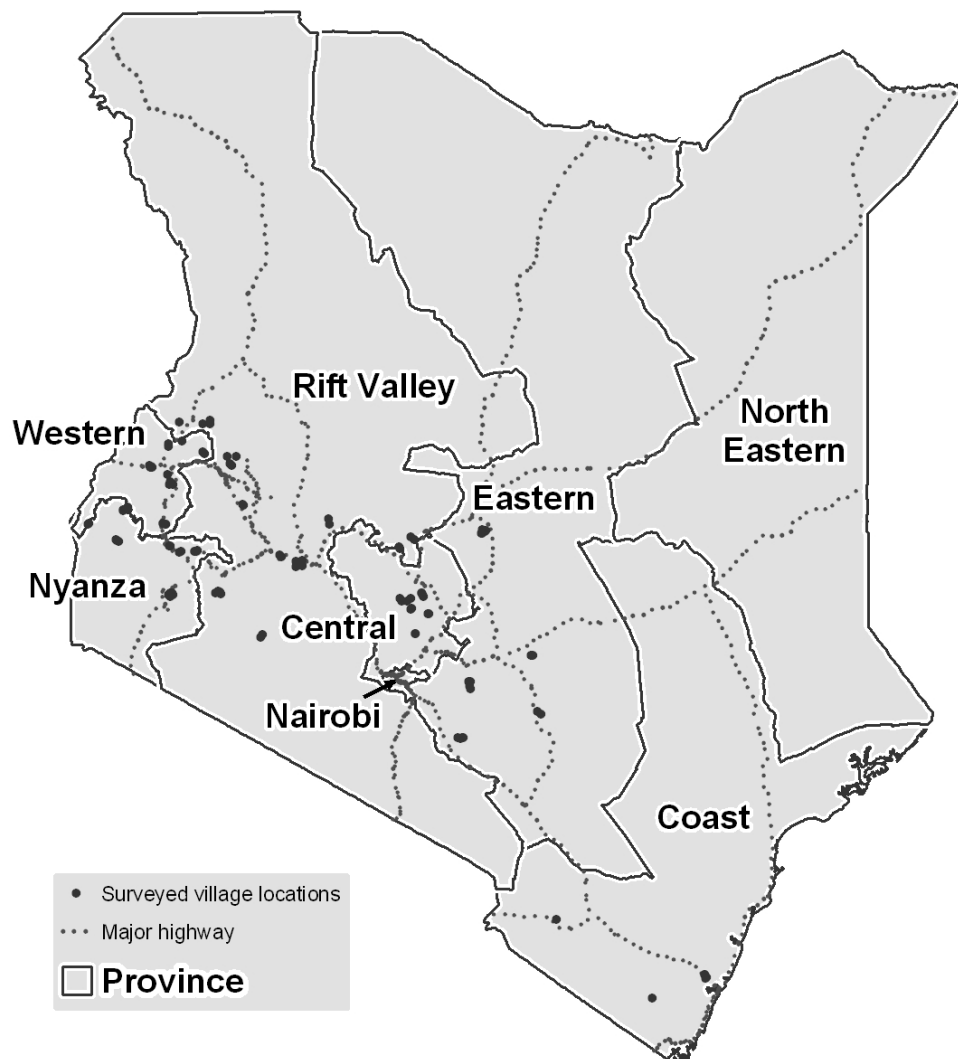 Rift Valley
Western
North
Eastern
Eastern
Nyanza
Central
Nairobi
Coast
Surveyed village locations
Major highway
Province